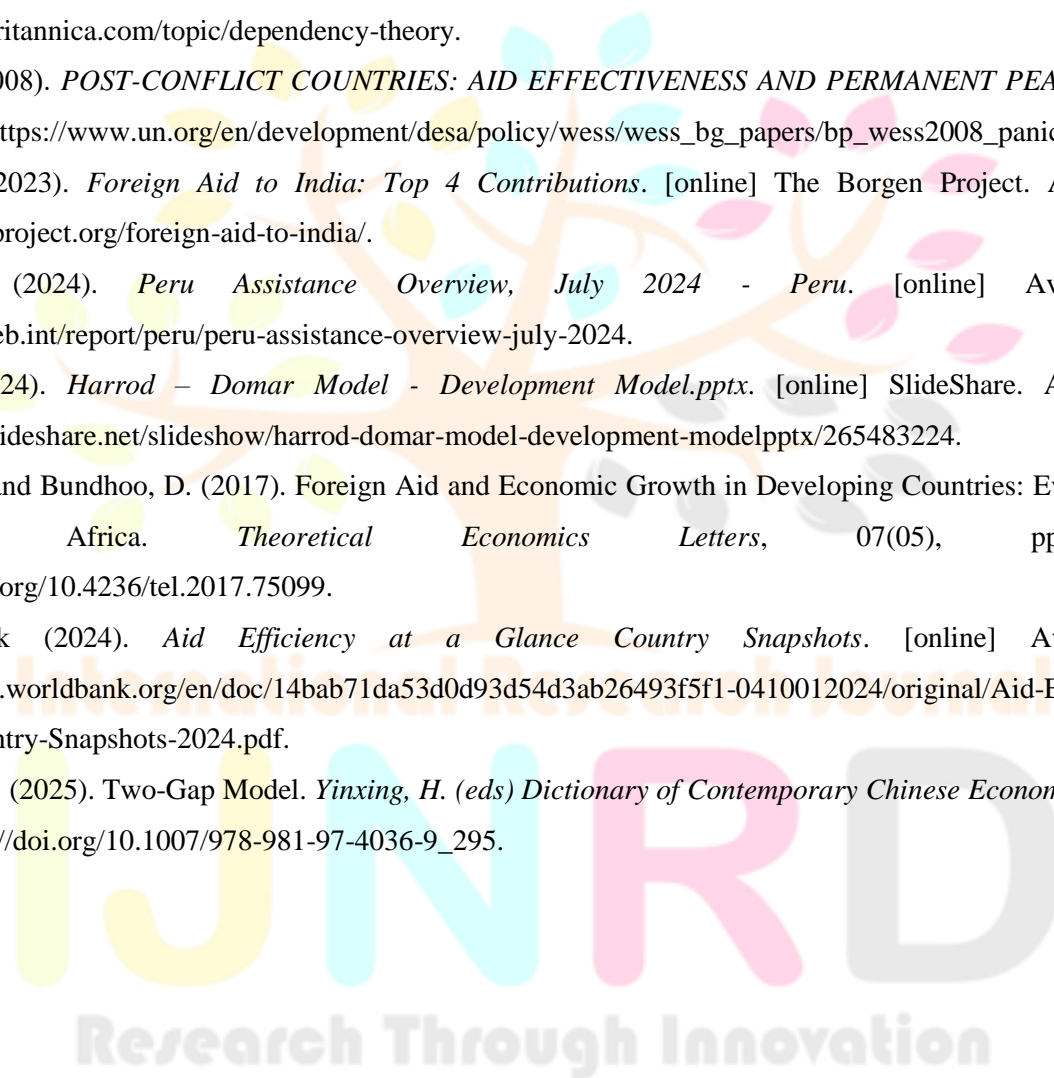 ritannica.com/topic/dependency-theory.
008). POST-CONFLICT COUNTRIES: AID EFFECTIVENESS AND PERMANENT PEA
ttps://www.un.org/en/development/desa/policy/wess/wess_bg_papers/bp_wess2008_panic
2023). Foreign Aid to India: Top 4 Contributions. [online] The Borgen Project. A
project.org/foreign-aid-to-india/.
(2024). Peru Assistance Overview, July 2024 - Peru. [online] Av
eb.int/report/peru/peru-assistance-overview-july-2024.
24). Harrod – Domar Model - Development Model.pptx. [online] SlideShare. A
lideshare.net/slideshow/harrod-domar-model-development-modelpptx/265483224.
and Bundhoo, D. (2017). Foreign Aid and Economic Growth in Developing Countries: Ev
Africa. Theoretical Economics Letters, 07(05), pp
org/10.4236/tel.2017.75099.
k (2024). Aid Efficiency at a Glance Country Snapshots. [online] Av
.worldbank.org/en/doc/14bab71da53d0d93d54d3ab26493f5f1-0410012024/original/Aid-E
International Research Journal
ntry-Snapshots-2024.pdf.
(2025). Two-Gap Model. Yinxing, H. (eds) Dictionary of Contemporary Chinese Econom
//doi.org/10.1007/978-981-97-4036-9_295.
IJNRD
Research Through Innovation